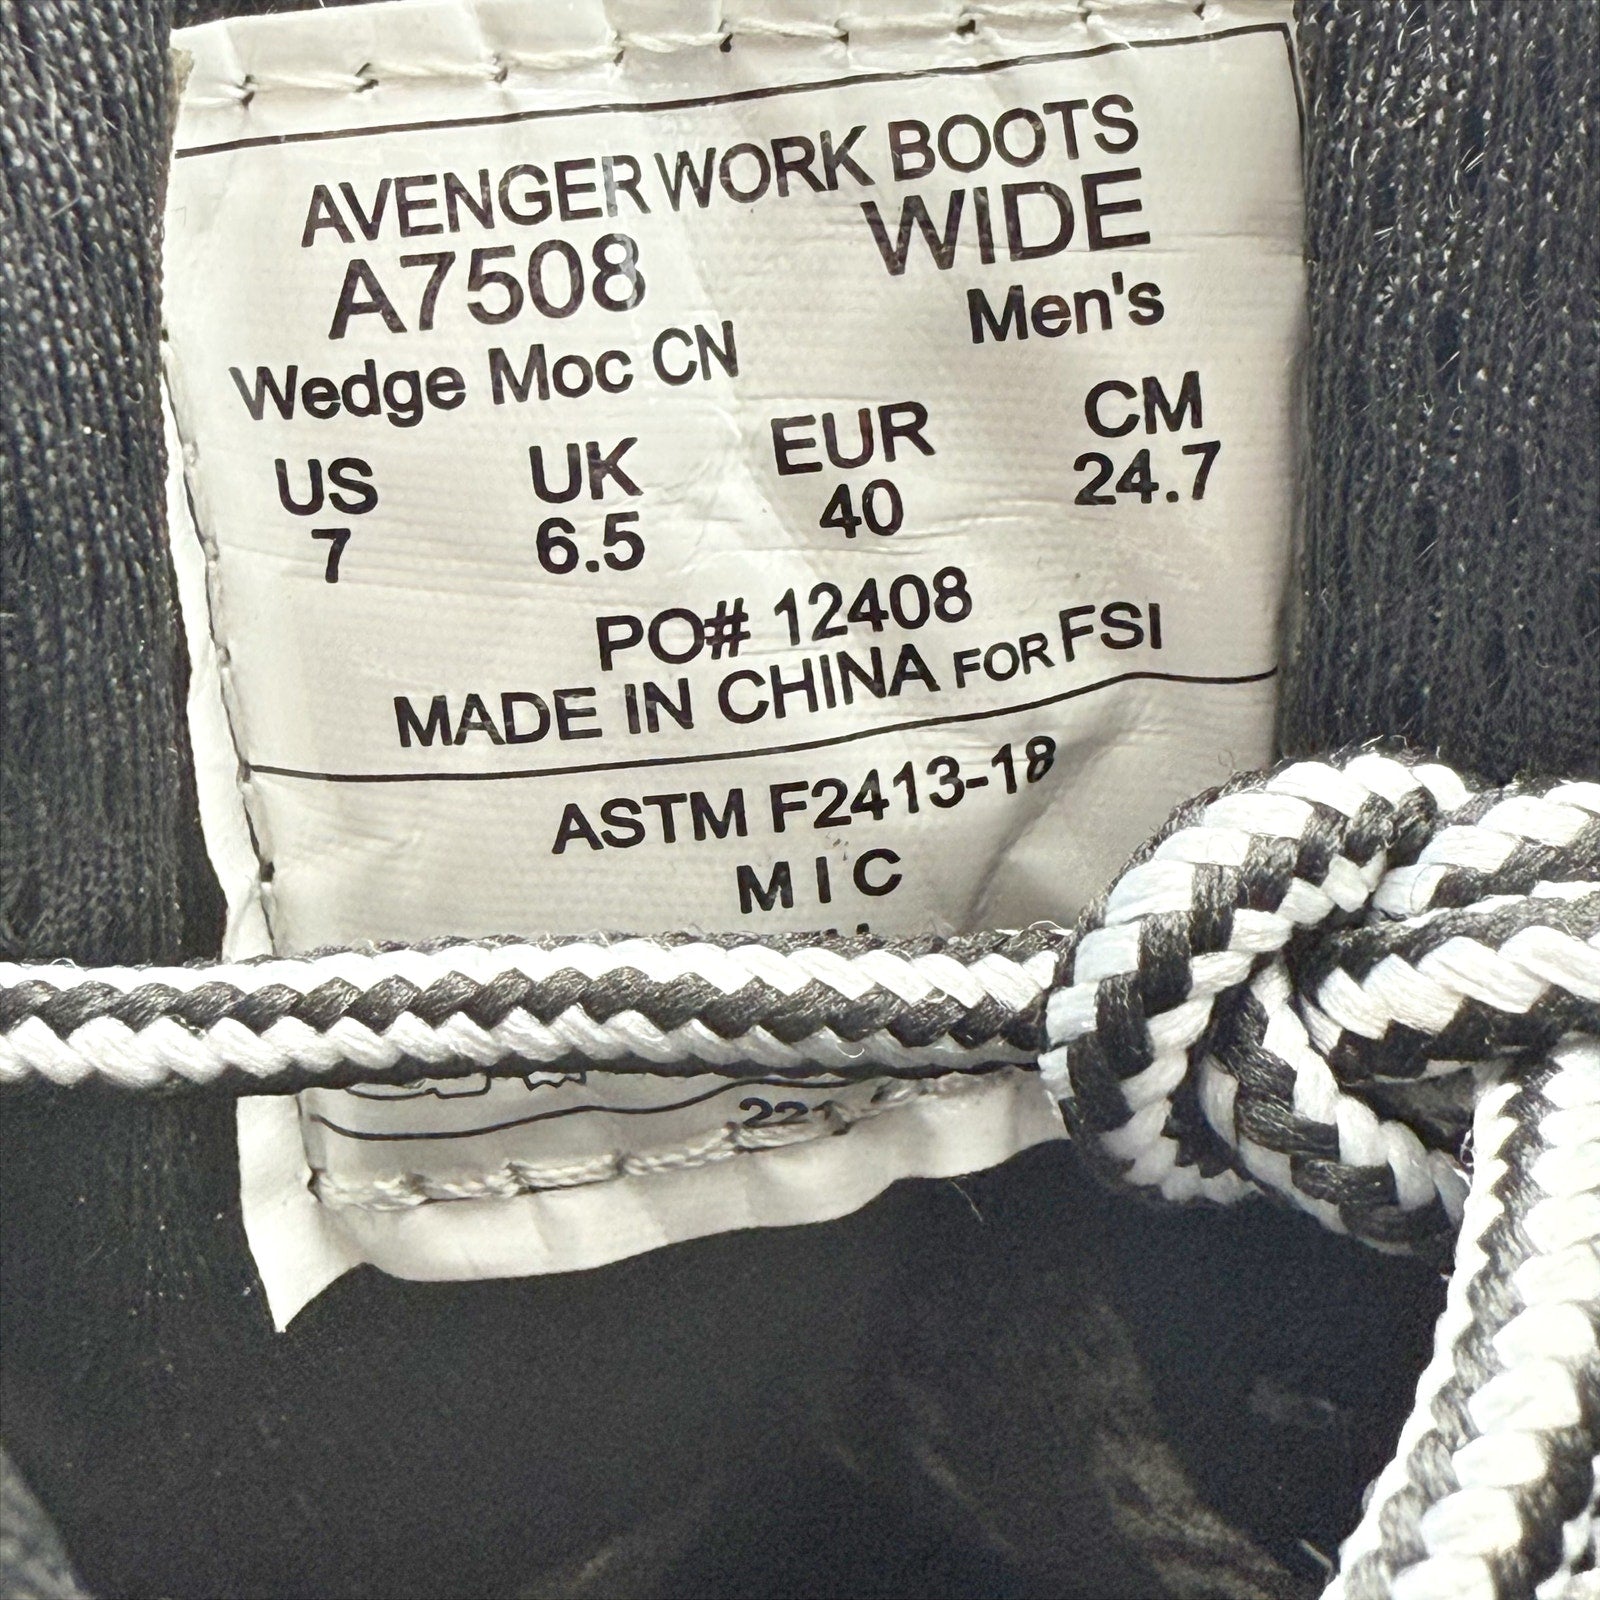 AVENGER WORK BOOTS
A7508 WIDE
Wedge Moc CN Men's
US UK EUR CM
7 6.5 40 24.7
PO# 12408
MADE IN CHINA FOR FSI
ASTM F2413-18
M I C